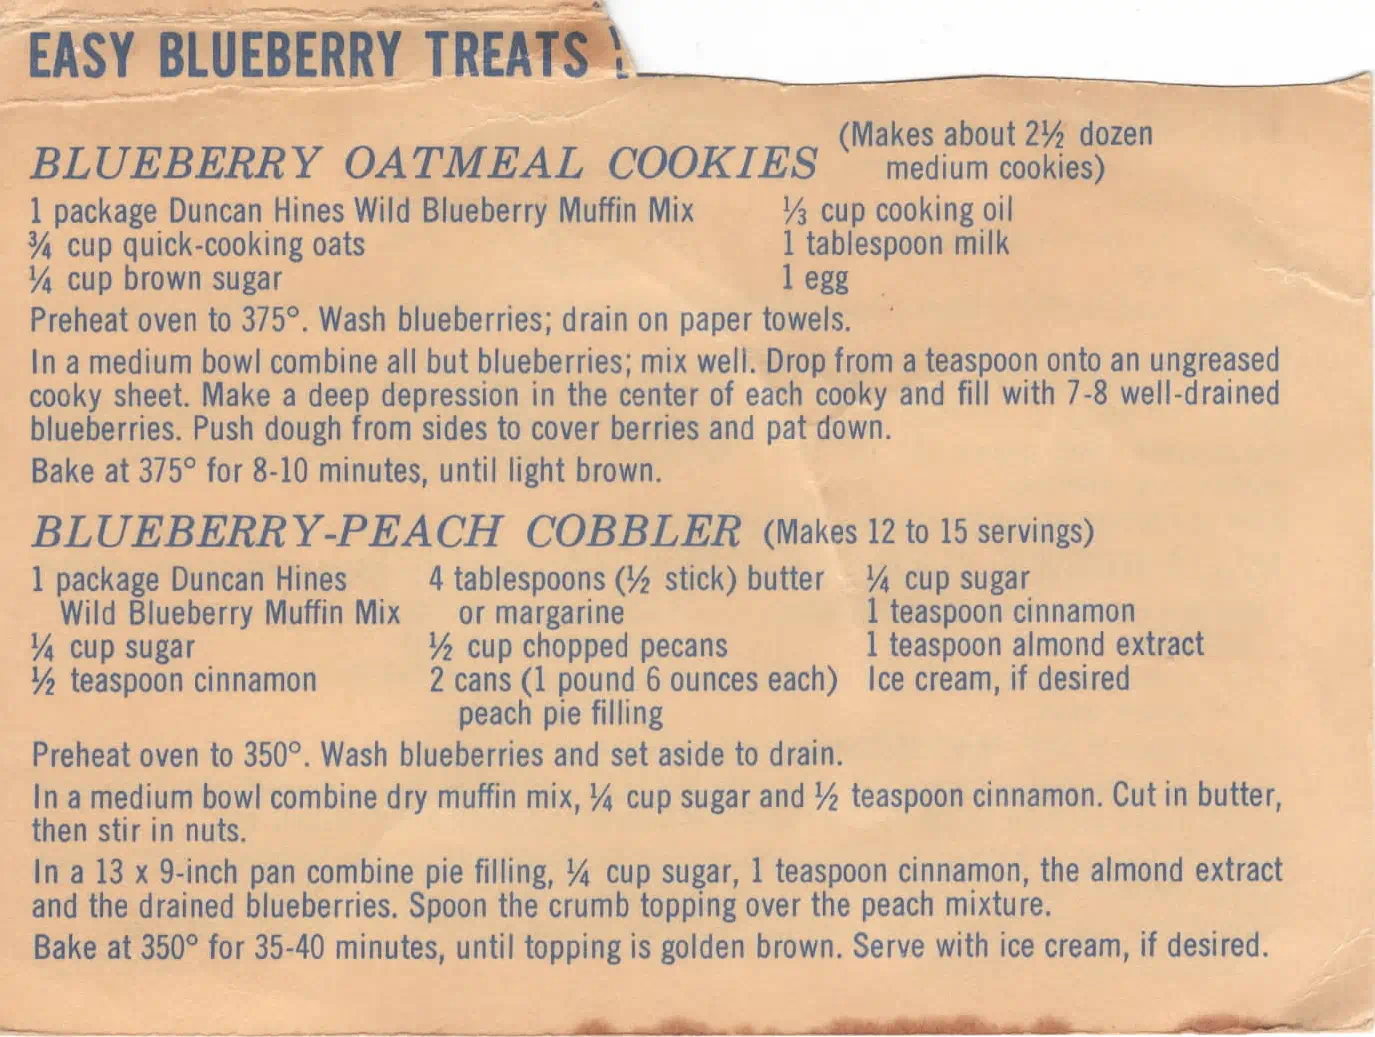 EASY BLUEBERRY TREATS !
BLUEBERRY OATMEAL COOKIES (Makes about 2½ dozen
medium cookies)
1 package Duncan Hines Wild Blueberry Muffin Mix ⅓ cup cooking oil
¾ cup quick-cooking oats 1 tablespoon milk
¼ cup brown sugar 1 egg
Preheat oven to 375°. Wash blueberries; drain on paper towels.
In a medium bowl combine all but blueberries; mix well. Drop from a teaspoon onto an ungreased
cooky sheet. Make a deep depression in the center of each cooky and fill with 7-8 well-drained
blueberries. Push dough from sides to cover berries and pat down.
Bake at 375° for 8-10 minutes, until light brown.
BLUEBERRY-PEACH COBBLER (Makes 12 to 15 servings)
1 package Duncan Hines 4 tablespoons (½ stick) butter ¼ cup sugar
Wild Blueberry Muffin Mix or margarine 1 teaspoon cinnamon
¼ cup sugar ½ cup chopped pecans 1 teaspoon almond extract
½ teaspoon cinnamon 2 cans (1 pound 6 ounces each) Ice cream, if desired
peach pie filling
Preheat oven to 350°. Wash blueberries and set aside to drain.
In a medium bowl combine dry muffin mix, ¼ cup sugar and ½ teaspoon cinnamon. Cut in butter,
then stir in nuts.
In a 13 x 9-inch pan combine pie filling, ¼ cup sugar, 1 teaspoon cinnamon, the almond extract
and the drained blueberries. Spoon the crumb topping over the peach mixture.
Bake at 350° for 35-40 minutes, until topping is golden brown. Serve with ice cream, if desired.